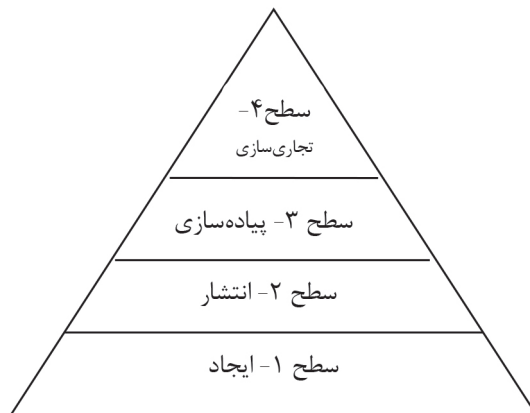 سطح۴-
تجاری‌سازی
سطح ۳- پیاده‌سازی
سطح ۲- انتشار
سطح ۱- ایجاد